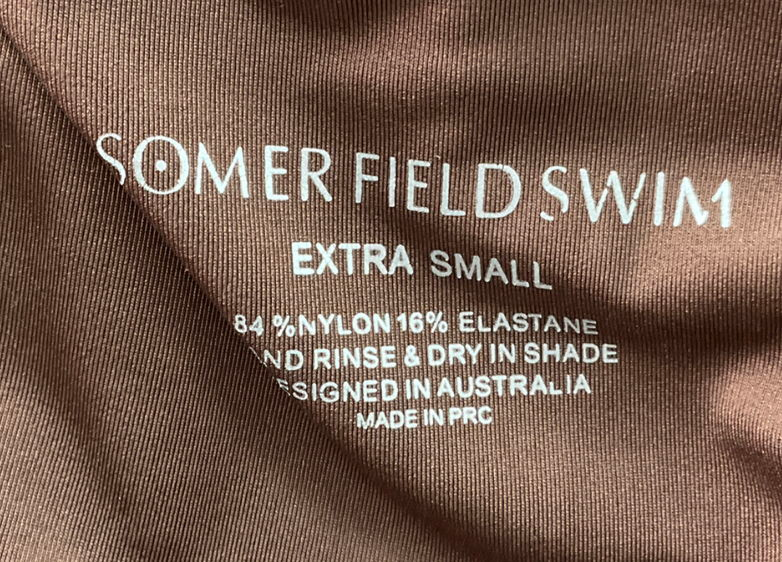 SOMER FIELD SWIM
EXTRA SMALL
84 %NYLON 16% ELASTANE
RINSE & DRY IN SHADE
IN AUSTRALIA
MADE IN PRC